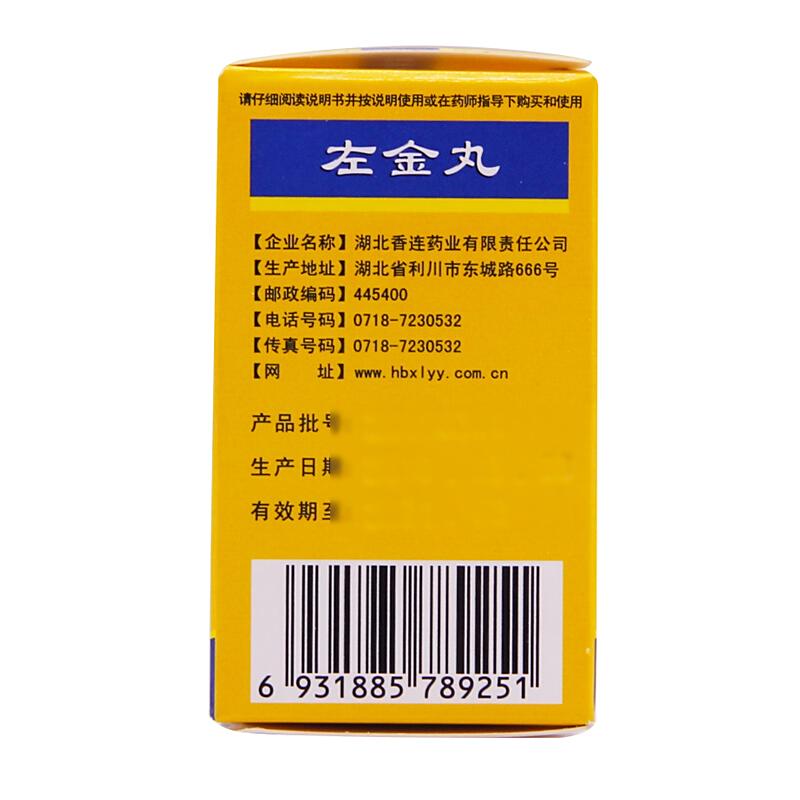 请仔细阅读说明书并按说明使用或在药师指导下购买和使用
左金丸
【企业名称】湖北香连药业有限责任公司
【生产地址】湖北省利川市东城路666号
【邮政编码】445400
【电话号码】0718-7230532
【传真号码】0718-7230532
【网 址】www.hbxlyy.com.cn
产品批号
生产日期
有效期至
6 931885 789251